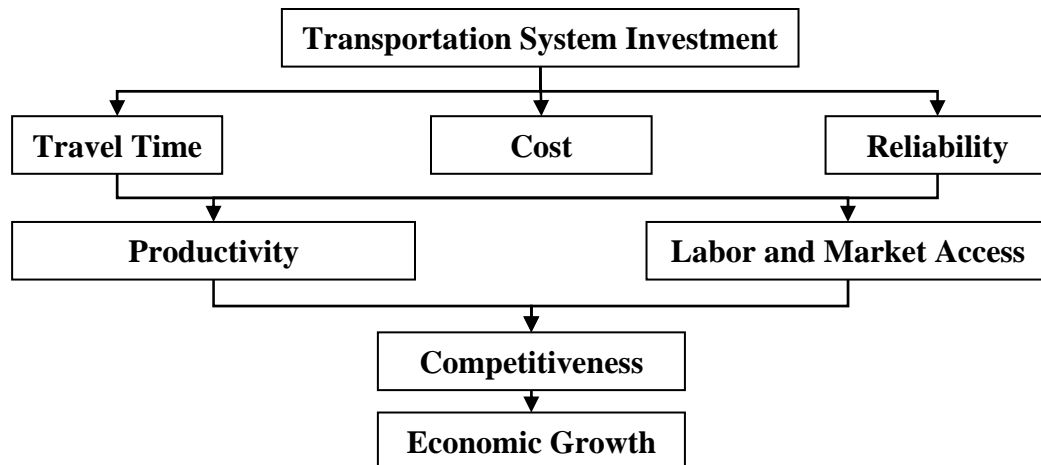 Transportation System Investment
Travel Time
Cost
Reliability
Productivity
Labor and Market Access
Competitiveness
Economic Growth